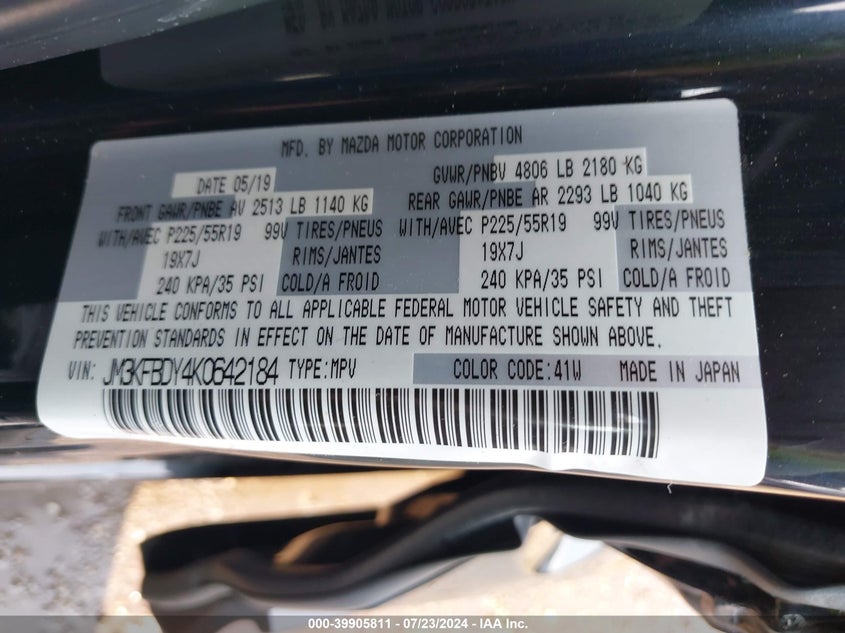 MFD. BY MAZDA MOTOR CORPORATION
DATE 05/19 GVWR/PNBV 4806 LB 2180 KG
FRONT GAWR/PNBE AV 2513 LB 1140 KG REAR GAWR/PNBE AR 2293 LB 1040 KG
WITH/AVEC P225/55R19 99V TIRES/PNEUS WITH/AVEC P225/55R19 99V TIRES/PNEUS
19X7J RIMS/JANTES 19X7J RIMS/JANTES
240 KPA/35 PSI COLD/A FROID 240 KPA/35 PSI COLD/A FROID
THIS VEHICLE CONFORMS TO ALL APPLICABLE FEDERAL MOTOR VEHICLE SAFETY AND THEFT
PREVENTION STANDARDS IN EFFECT ON THE DATE OF MANUFACTURE SHOWN ABOVE.
VIN: JM3KFBDY4K0642184 TYPE:MPV COLOR CODE:41W MADE IN JAPAN
000-39905811 - 07/23/2024 - IAA Inc.